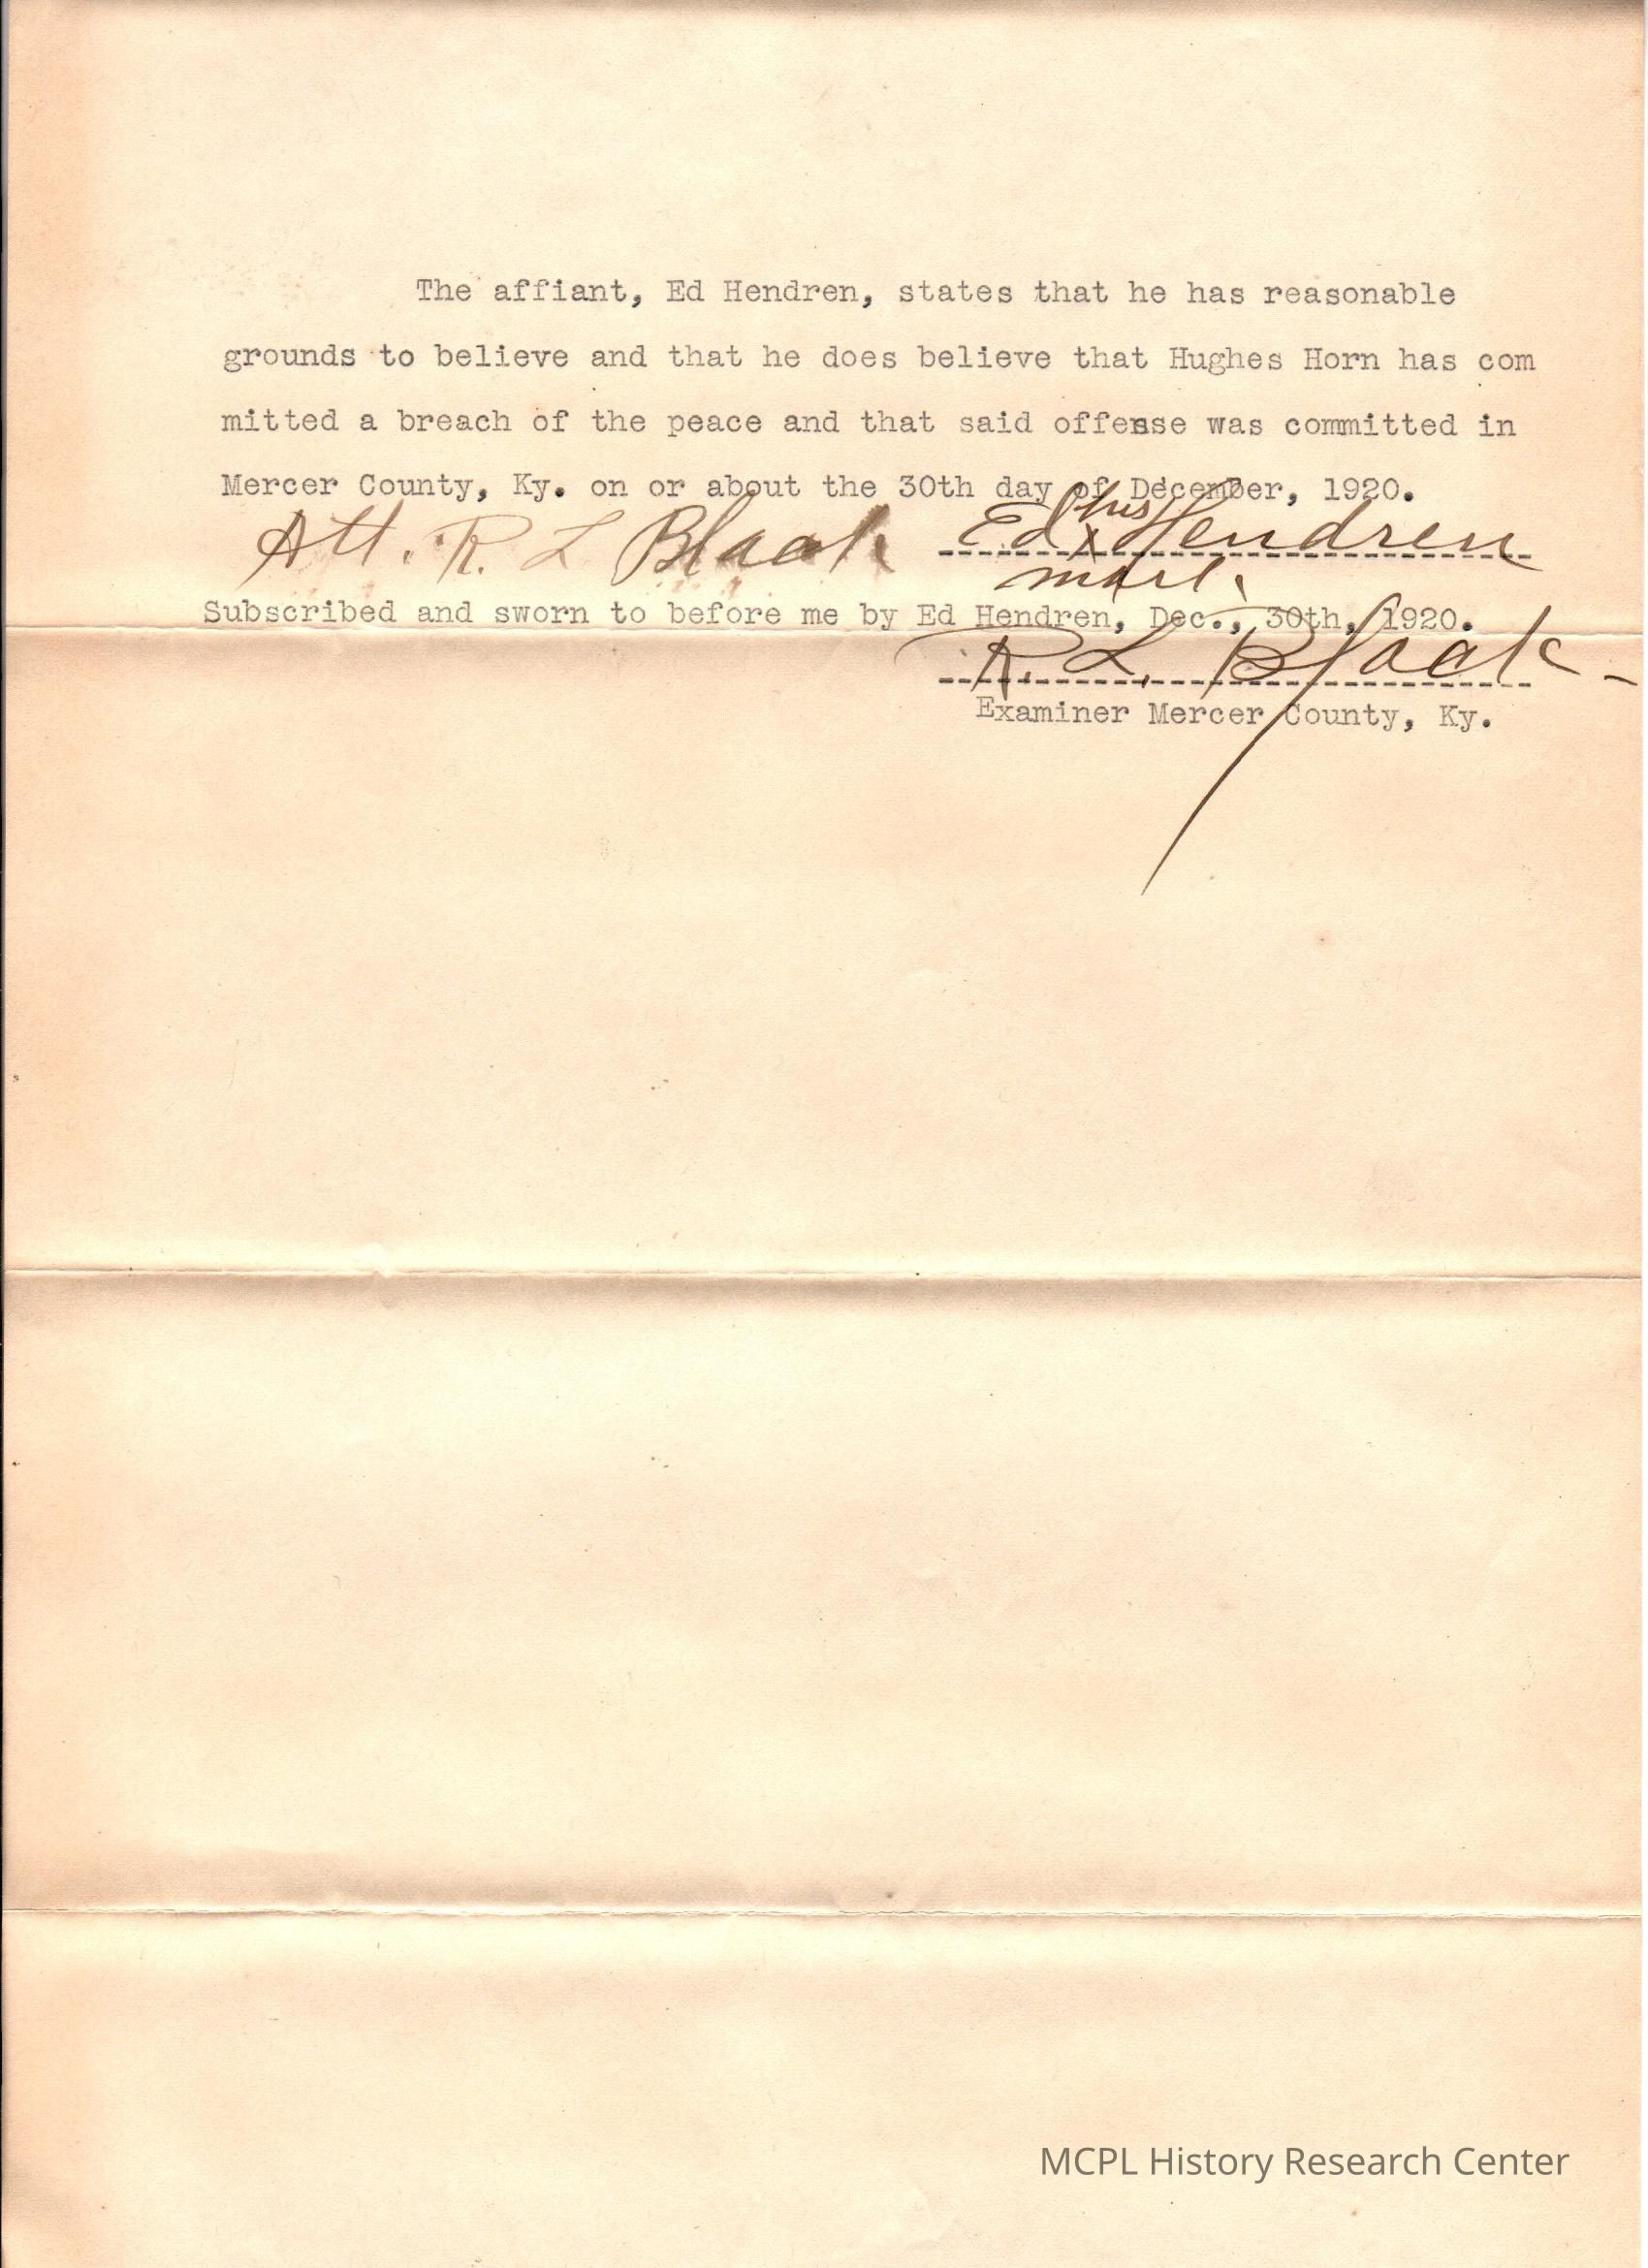 The affiant, Ed Hendren, states that he has reasonable
grounds to believe and that he does believe that Hughes Horn has com
mitted a breach of the peace and that said offense was committed in
Mercer County, Ky. on or about the 30th day of December, 1920.
his
Att. R. L Black Ed x Hendren
mark
Subscribed and sworn to before me by Ed Hendren, Dec., 30th, 1920.
R. L. Black
Examiner Mercer County, Ky.
MCPL History Research Center